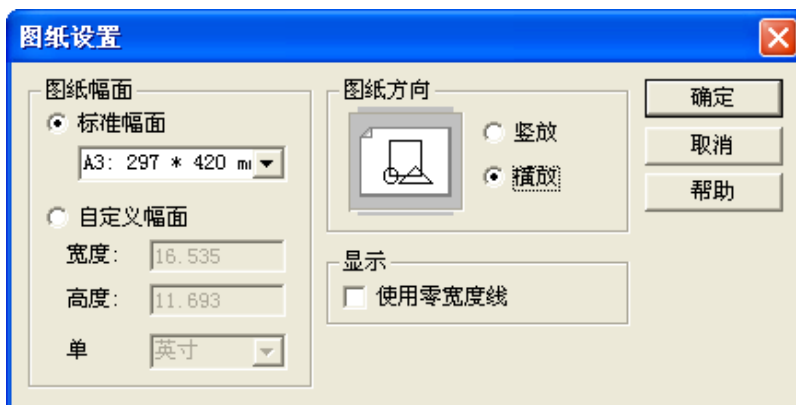 图纸设置
图纸幅面
标准幅面
A3: 297 * 420 m
自定义幅面
宽度: 16.535
高度: 11.693
单 英寸
图纸方向
竖放
横放
显示
使用零宽度线
确定
取消
帮助